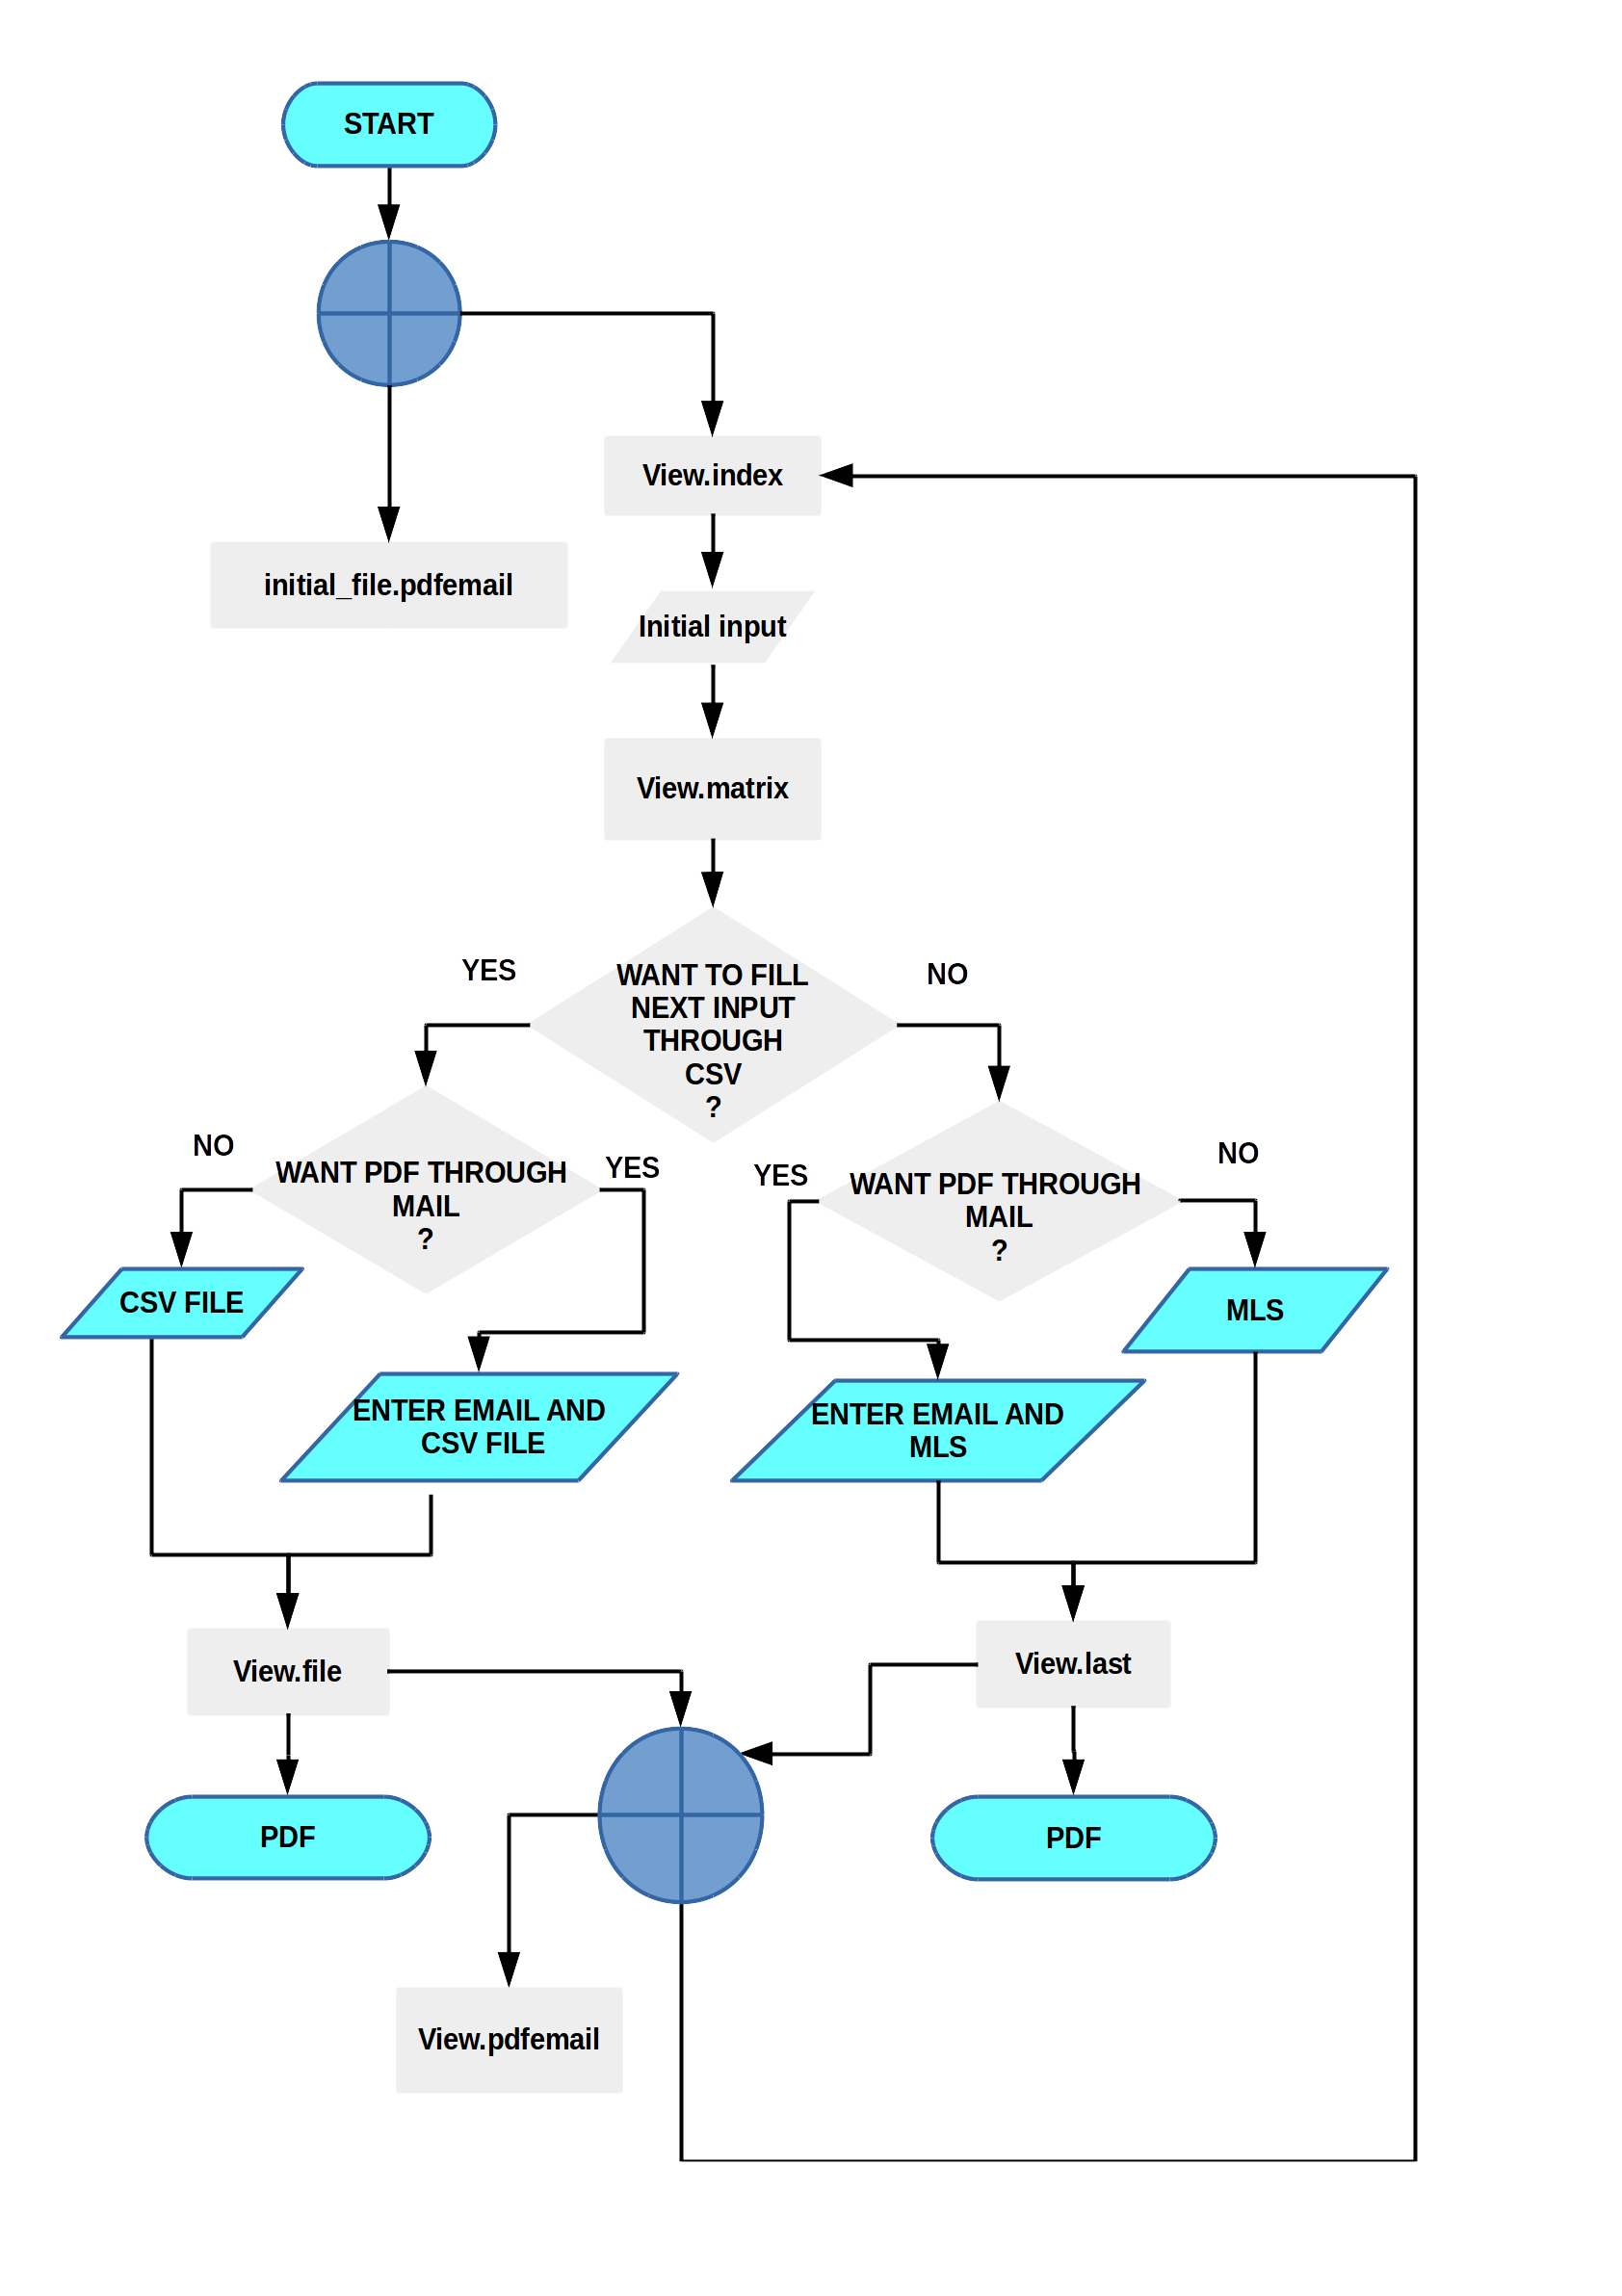 START
View.index
initial_file.pdfemail
Initial input
View.matrix
YES
NO
WANT TO FILL
NEXT INPUT
THROUGH
CSV
?
NO
WANT PDF THROUGH
MAIL
?
YES
YES
WANT PDF THROUGH
MAIL
?
NO
CSV FILE
MLS
ENTER EMAIL AND
CSV FILE
ENTER EMAIL AND
MLS
View.file
View.last
PDF
PDF
View.pdfemail